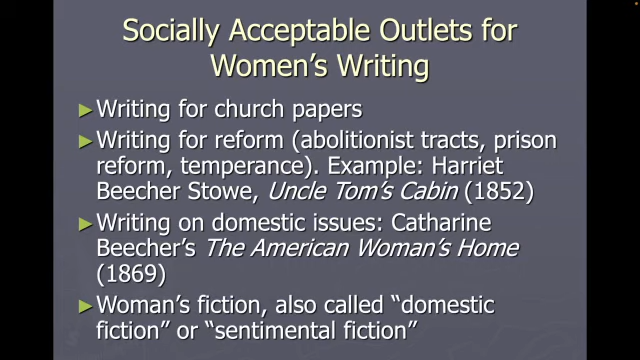 Socially Acceptable Outlets for
Women's Writing
►Writing for church papers
►Writing for reform (abolitionist tracts, prison
reform, temperance). Example: Harriet
Beecher Stowe, Uncle Tom's Cabin (1852)
►Writing on domestic issues: Catharine
Beecher's The American Woman's Home
(1869)
►Woman's fiction, also called “domestic
fiction” or “sentimental fiction”